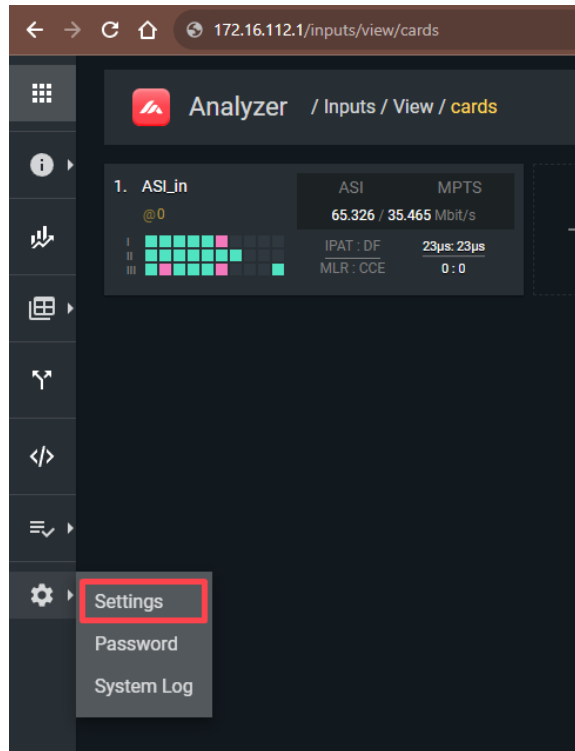 172.16.112.1/inputs/view/cards
Analyzer / Inputs / View / cards
1. ASI_in
@0
ASI MPTS
65.326 / 35.465 Mbit/s
I
II
III
IPAT : DF 23µs: 23µs
MLR : CCE 0 : 0
Settings
Password
System Log